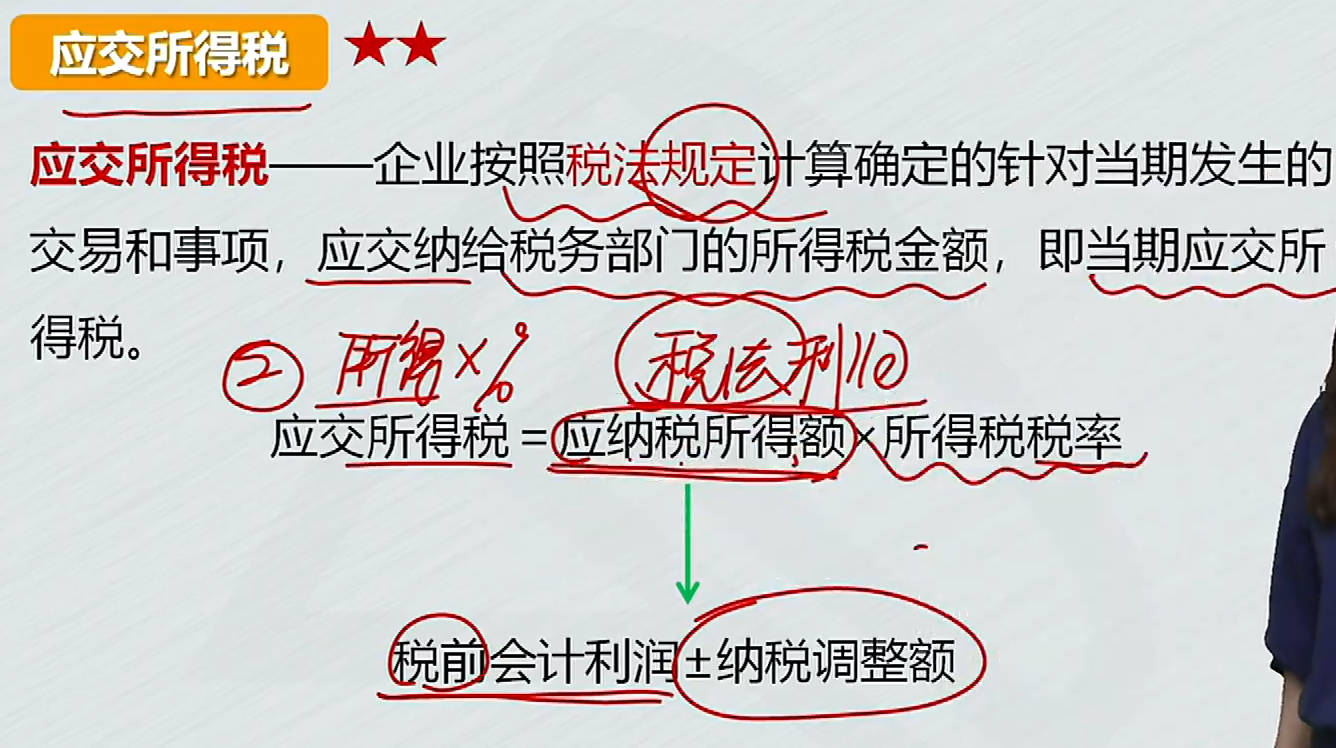 应交所得税 ★★
应交所得税——企业按照税法规定计算确定的针对当期发生的
交易和事项，应交纳给税务部门的所得税金额，即当期应交所
得税。
② 所得×% 税法利润
应交所得税＝应纳税所得额×所得税税率
税前会计利润±纳税调整额